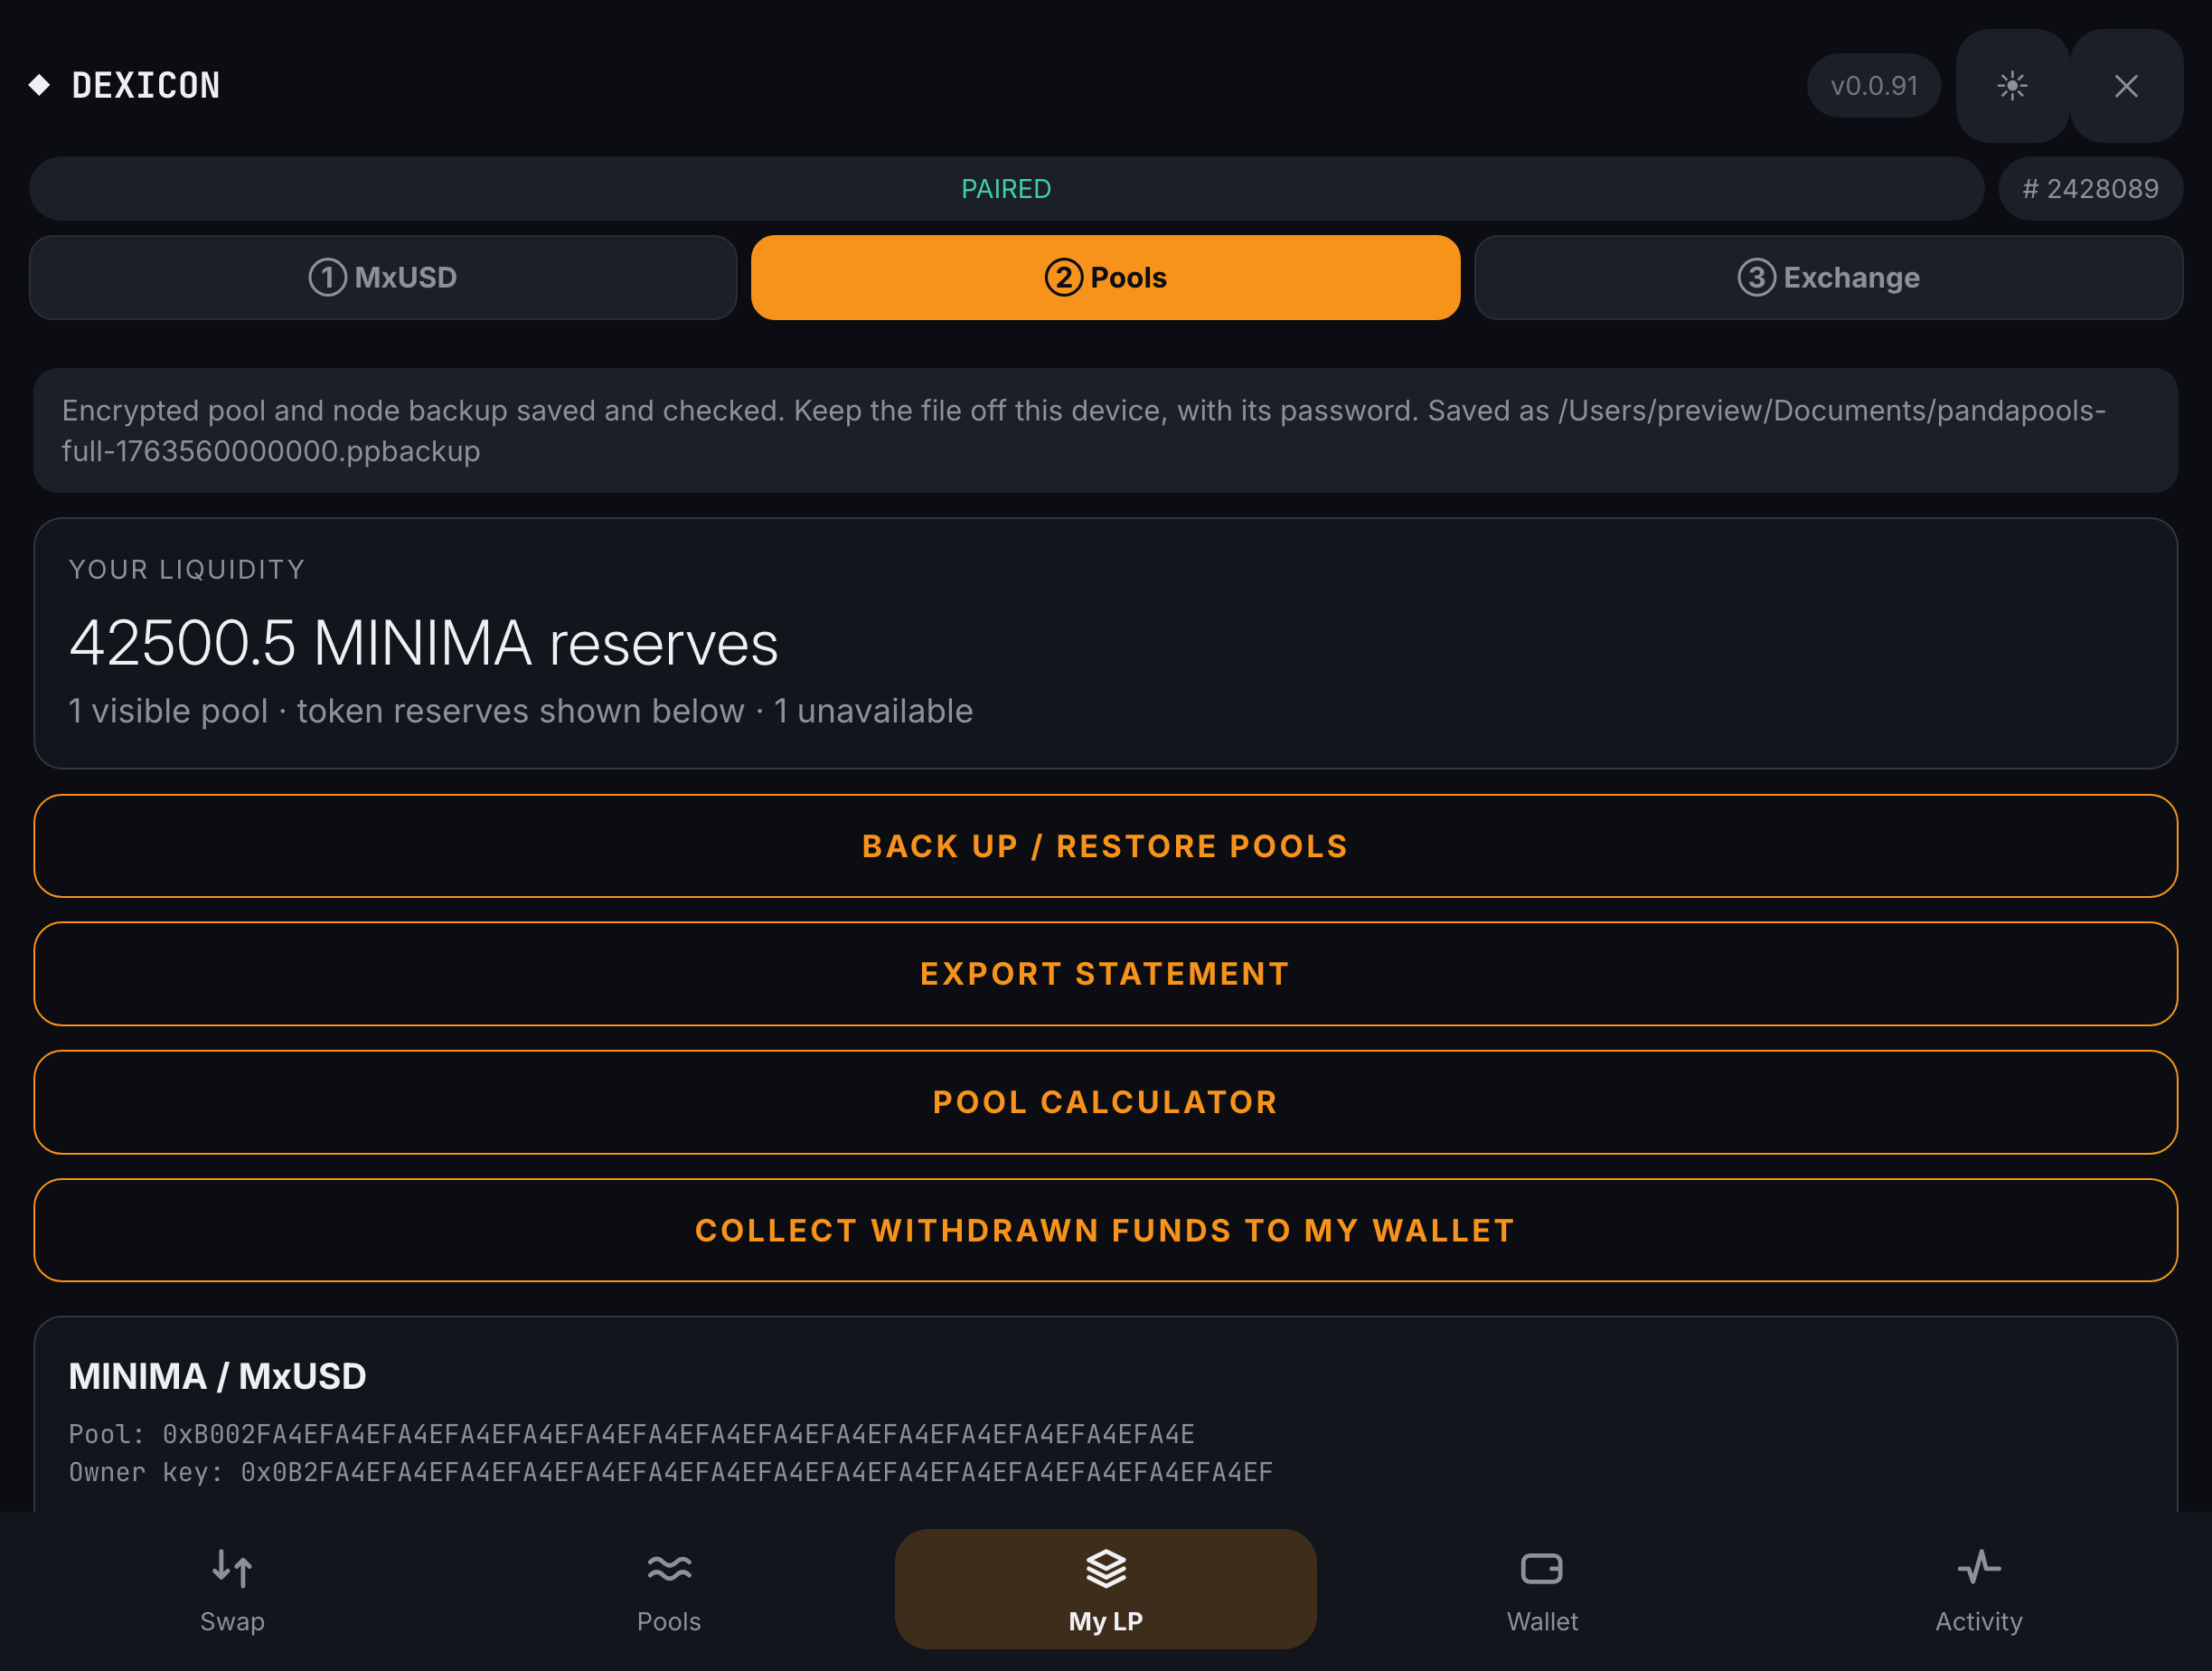 DEXICON
v0.0.91
PAIRED
# 2428089
1 MxUSD
2 Pools
3 Exchange
Encrypted pool and node backup saved and checked. Keep the file off this device, with its password. Saved as /Users/preview/Documents/pandapools-
full-1763560000000.ppbackup
YOUR LIQUIDITY
42500.5 MINIMA reserves
1 visible pool · token reserves shown below · 1 unavailable
BACK UP / RESTORE POOLS
EXPORT STATEMENT
POOL CALCULATOR
COLLECT WITHDRAWN FUNDS TO MY WALLET
MINIMA / MxUSD
Pool: 0xB002FA4EFA4EFA4EFA4EFA4EFA4EFA4EFA4EFA4EFA4EFA4EFA4EFA4EFA4EFA4EFA4E
Owner key: 0x0B2FA4EFA4EFA4EFA4EFA4EFA4EFA4EFA4EFA4EFA4EFA4EFA4EFA4EFA4EFA4EF
Swap
Pools
My LP
Wallet
Activity